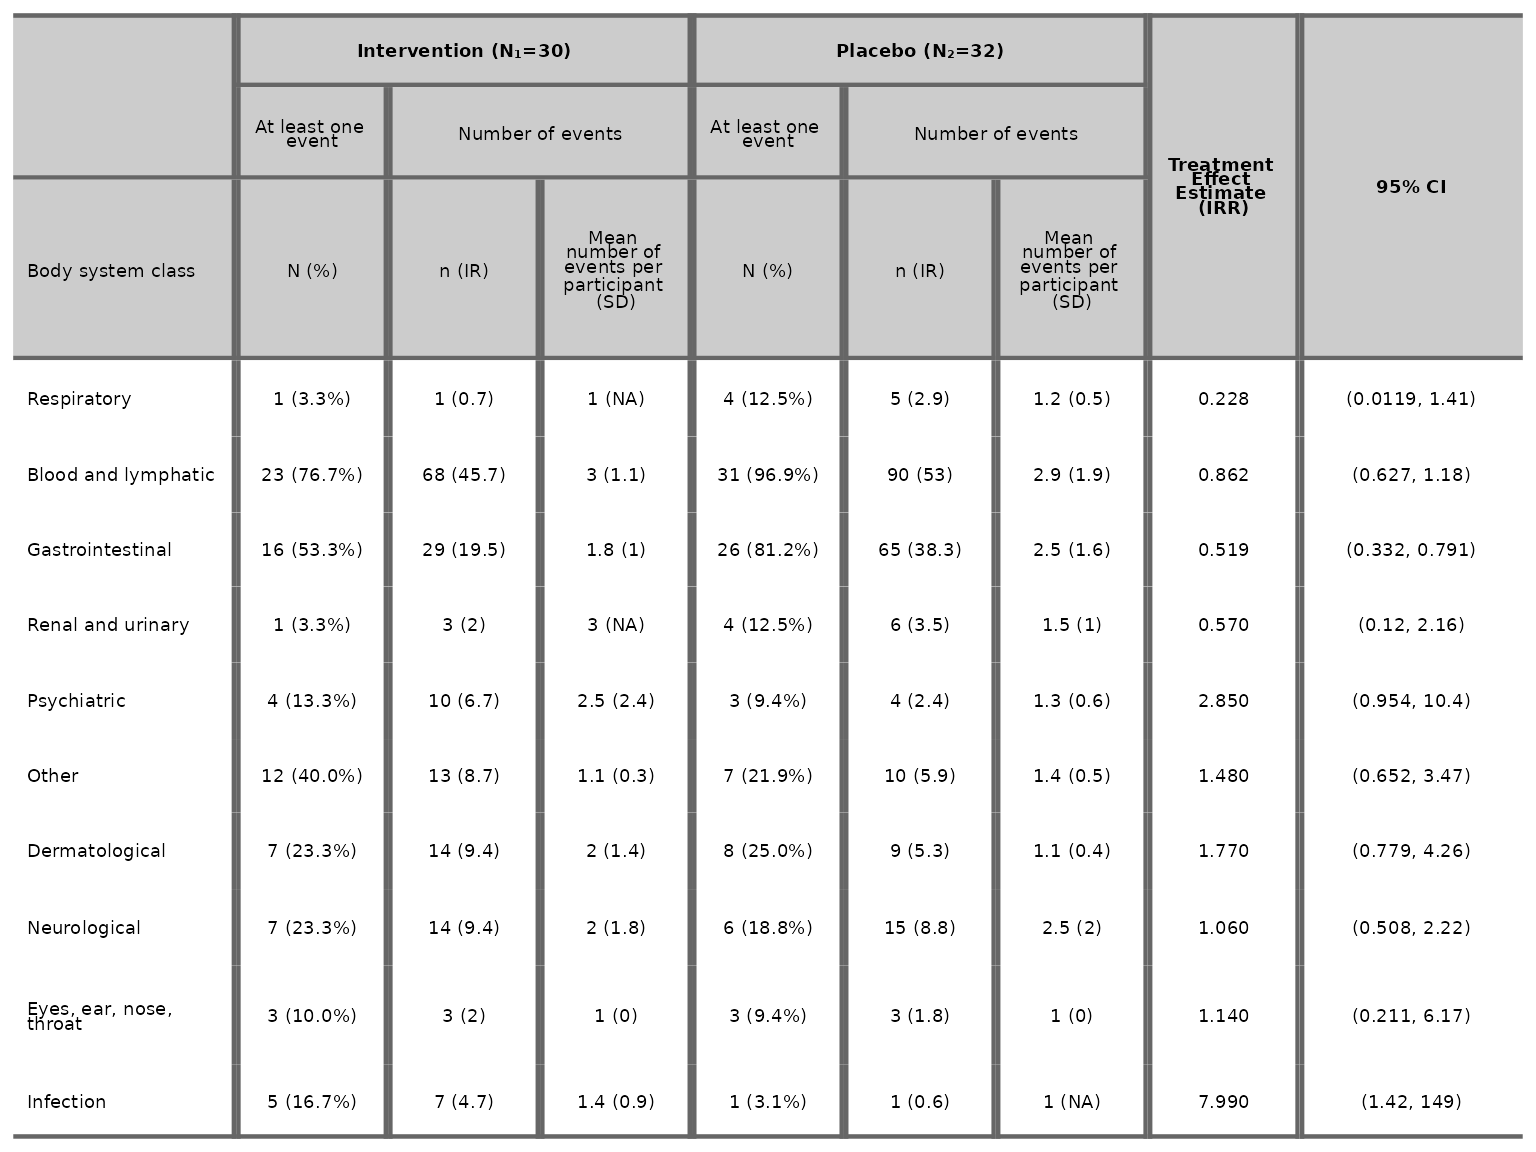 Intervention (N₁=30) Placebo (N₂=32)
At least one
event
Number of events
At least one
event
Number of events
Treatment
Effect
Estimate
(IRR)
95% CI
Body system class
N (%)
n (IR)
Mean
number of
events per
participant
(SD)
N (%)
n (IR)
Mean
number of
events per
participant
(SD)
Respiratory 1 (3.3%) 1 (0.7) 1 (NA) 4 (12.5%) 5 (2.9) 1.2 (0.5) 0.228 (0.0119, 1.41)
Blood and lymphatic 23 (76.7%) 68 (45.7) 3 (1.1) 31 (96.9%) 90 (53) 2.9 (1.9) 0.862 (0.627, 1.18)
Gastrointestinal 16 (53.3%) 29 (19.5) 1.8 (1) 26 (81.2%) 65 (38.3) 2.5 (1.6) 0.519 (0.332, 0.791)
Renal and urinary 1 (3.3%) 3 (2) 3 (NA) 4 (12.5%) 6 (3.5) 1.5 (1) 0.570 (0.12, 2.16)
Psychiatric 4 (13.3%) 10 (6.7) 2.5 (2.4) 3 (9.4%) 4 (2.4) 1.3 (0.6) 2.850 (0.954, 10.4)
Other 12 (40.0%) 13 (8.7) 1.1 (0.3) 7 (21.9%) 10 (5.9) 1.4 (0.5) 1.480 (0.652, 3.47)
Dermatological 7 (23.3%) 14 (9.4) 2 (1.4) 8 (25.0%) 9 (5.3) 1.1 (0.4) 1.770 (0.779, 4.26)
Neurological 7 (23.3%) 14 (9.4) 2 (1.8) 6 (18.8%) 15 (8.8) 2.5 (2) 1.060 (0.508, 2.22)
Eyes, ear, nose,
throat
3 (10.0%) 3 (2) 1 (0) 3 (9.4%) 3 (1.8) 1 (0) 1.140 (0.211, 6.17)
Infection 5 (16.7%) 7 (4.7) 1.4 (0.9) 1 (3.1%) 1 (0.6) 1 (NA) 7.990 (1.42, 149)